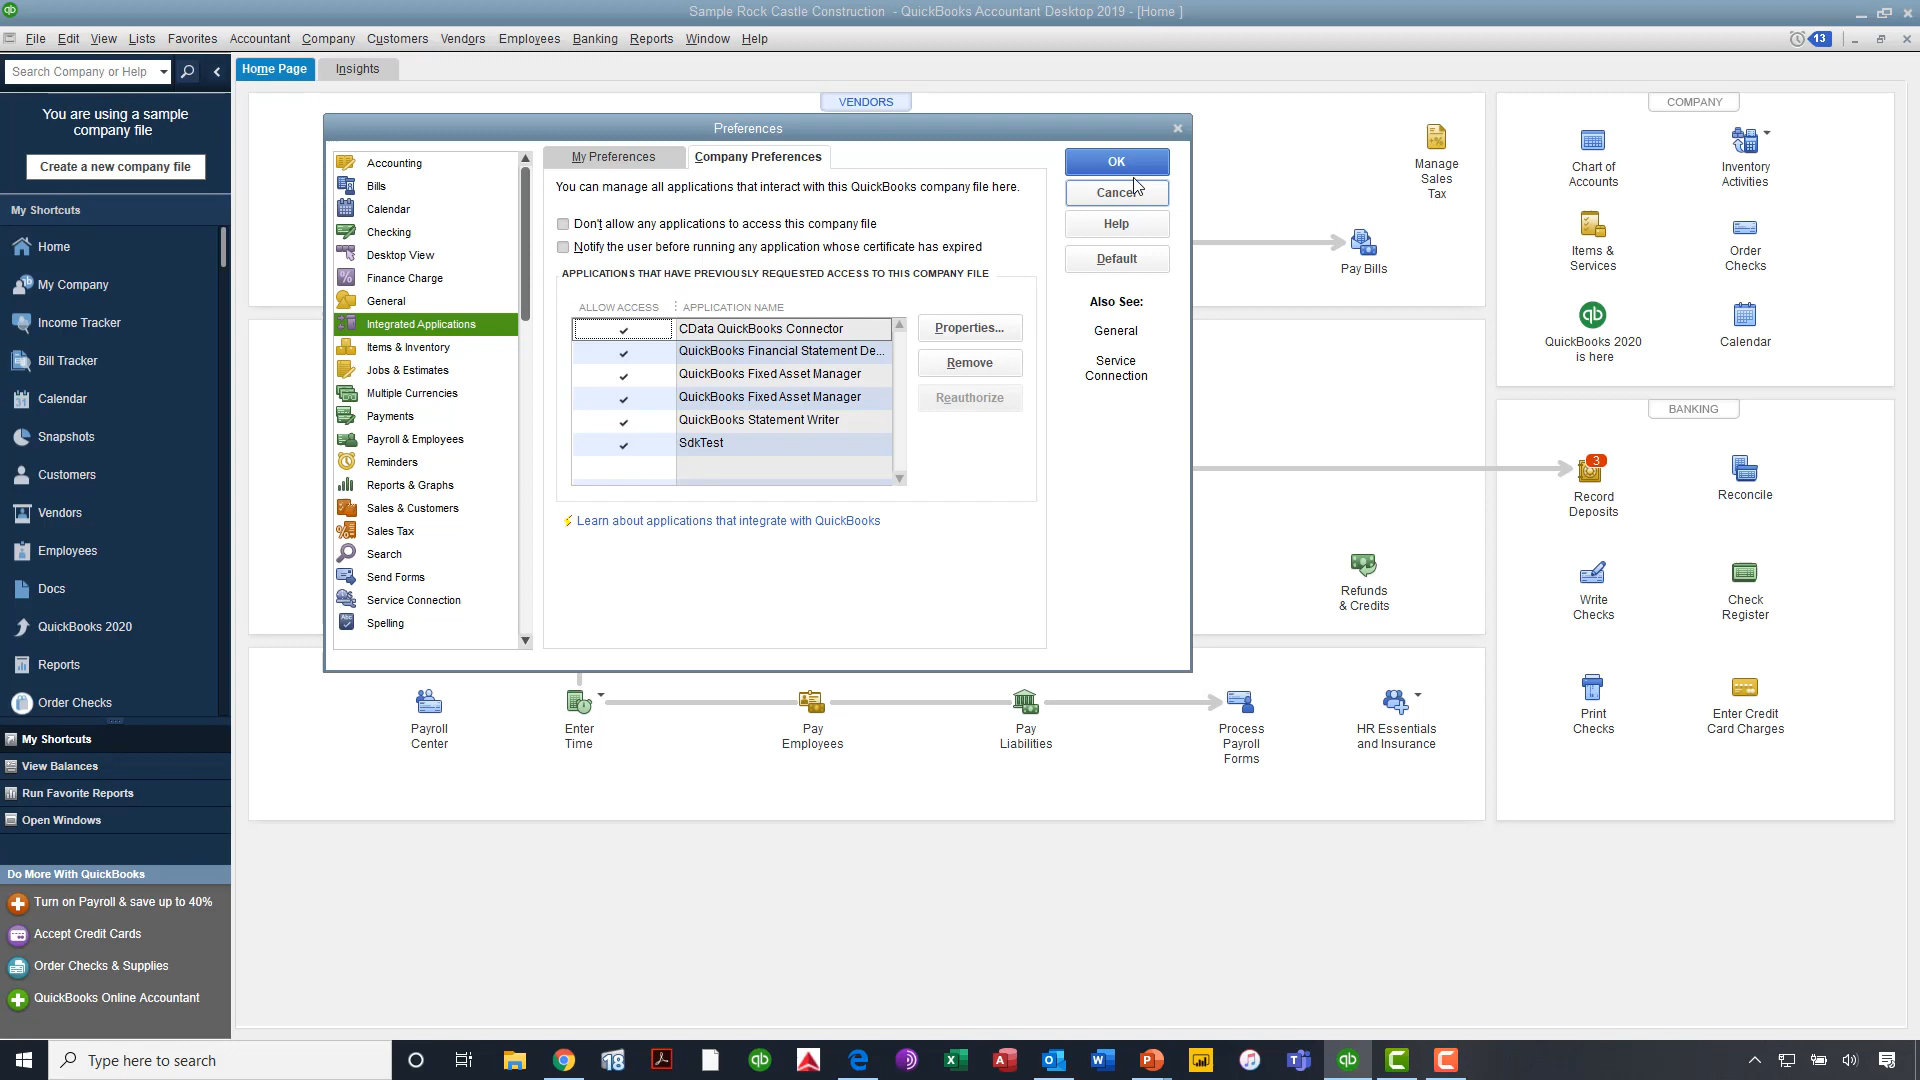 Sample Rock Castle Construction - QuickBooks Accountant Desktop 2019 - [Home ]
File Edit View Lists Favorites Accountant Company Customers Vendors Employees Banking Reports Window Help
13
Search Company or Help
Home Page
Insights
You are using a sample
company file
Create a new company file
My Shortcuts
Home
My Company
Income Tracker
Bill Tracker
Calendar
Snapshots
Customers
Vendors
Employees
Docs
QuickBooks 2020
Reports
Order Checks
My Shortcuts
View Balances
Run Favorite Reports
Open Windows
Do More With QuickBooks
Turn on Payroll & save up to 40%
Accept Credit Cards
Order Checks & Supplies
QuickBooks Online Accountant
VENDORS
Preferences
Accounting
Bills
Calendar
Checking
Desktop View
Finance Charge
General
Integrated Applications
Items & Inventory
Jobs & Estimates
Multiple Currencies
Payments
Payroll & Employees
Reminders
Reports & Graphs
Sales & Customers
Sales Tax
Search
Send Forms
Service Connection
Spelling
My Preferences
Company Preferences
You can manage all applications that interact with this QuickBooks company file here.
Don't allow any applications to access this company file
Notify the user before running any application whose certificate has expired
APPLICATIONS THAT HAVE PREVIOUSLY REQUESTED ACCESS TO THIS COMPANY FILE
ALLOW ACCESS
APPLICATION NAME
CData QuickBooks Connector
QuickBooks Financial Statement De...
QuickBooks Fixed Asset Manager
QuickBooks Fixed Asset Manager
QuickBooks Statement Writer
SdkTest
Properties...
Remove
Reauthorize
Learn about applications that integrate with QuickBooks
OK
Cancel
Help
Default
Also See:
General
Service
Connection
Manage
Sales
Tax
Pay Bills
Refunds
& Credits
Payroll
Center
Enter
Time
Pay
Employees
Pay
Liabilities
Process
Payroll
Forms
HR Essentials
and Insurance
COMPANY
Chart of
Accounts
Inventory
Activities
Items &
Services
Order
Checks
qb
QuickBooks 2020
is here
Calendar
BANKING
3
Record
Deposits
Reconcile
Write
Checks
Check
Register
Print
Checks
Enter Credit
Card Charges
Type here to search
18